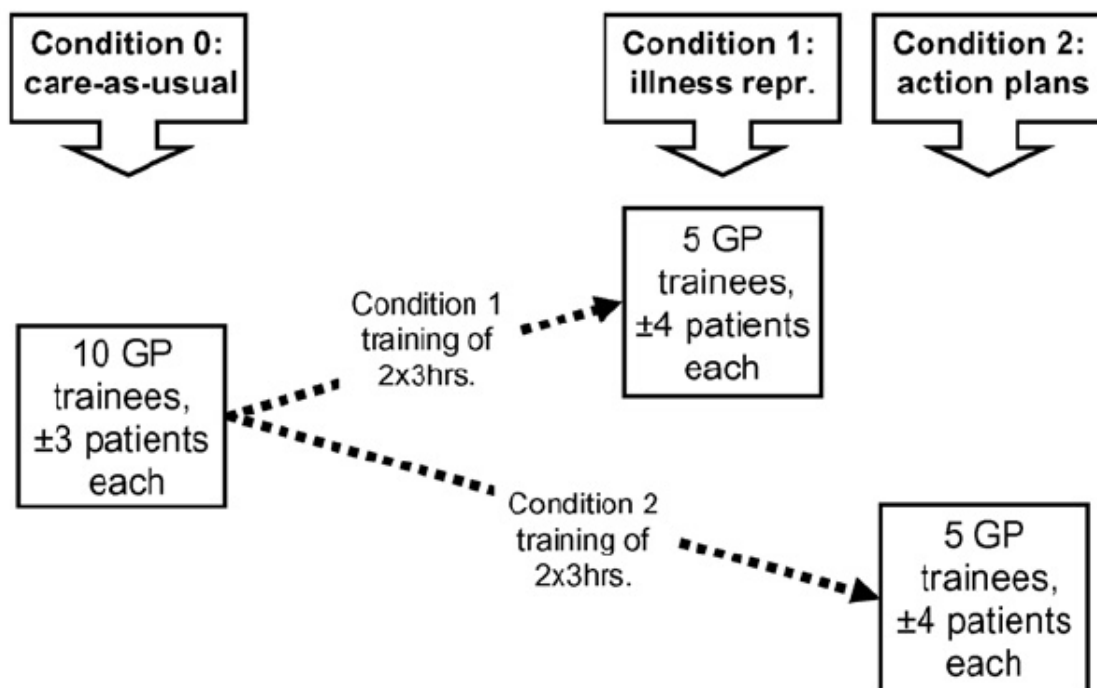 Condition 0:
care-as-usual
Condition 1:
illness repr.
Condition 2:
action plans
10 GP
trainees,
±3 patients
each
Condition 1
training of
2x3hrs.
5 GP
trainees,
±4 patients
each
Condition 2
training of
2x3hrs.
5 GP
trainees,
±4 patients
each